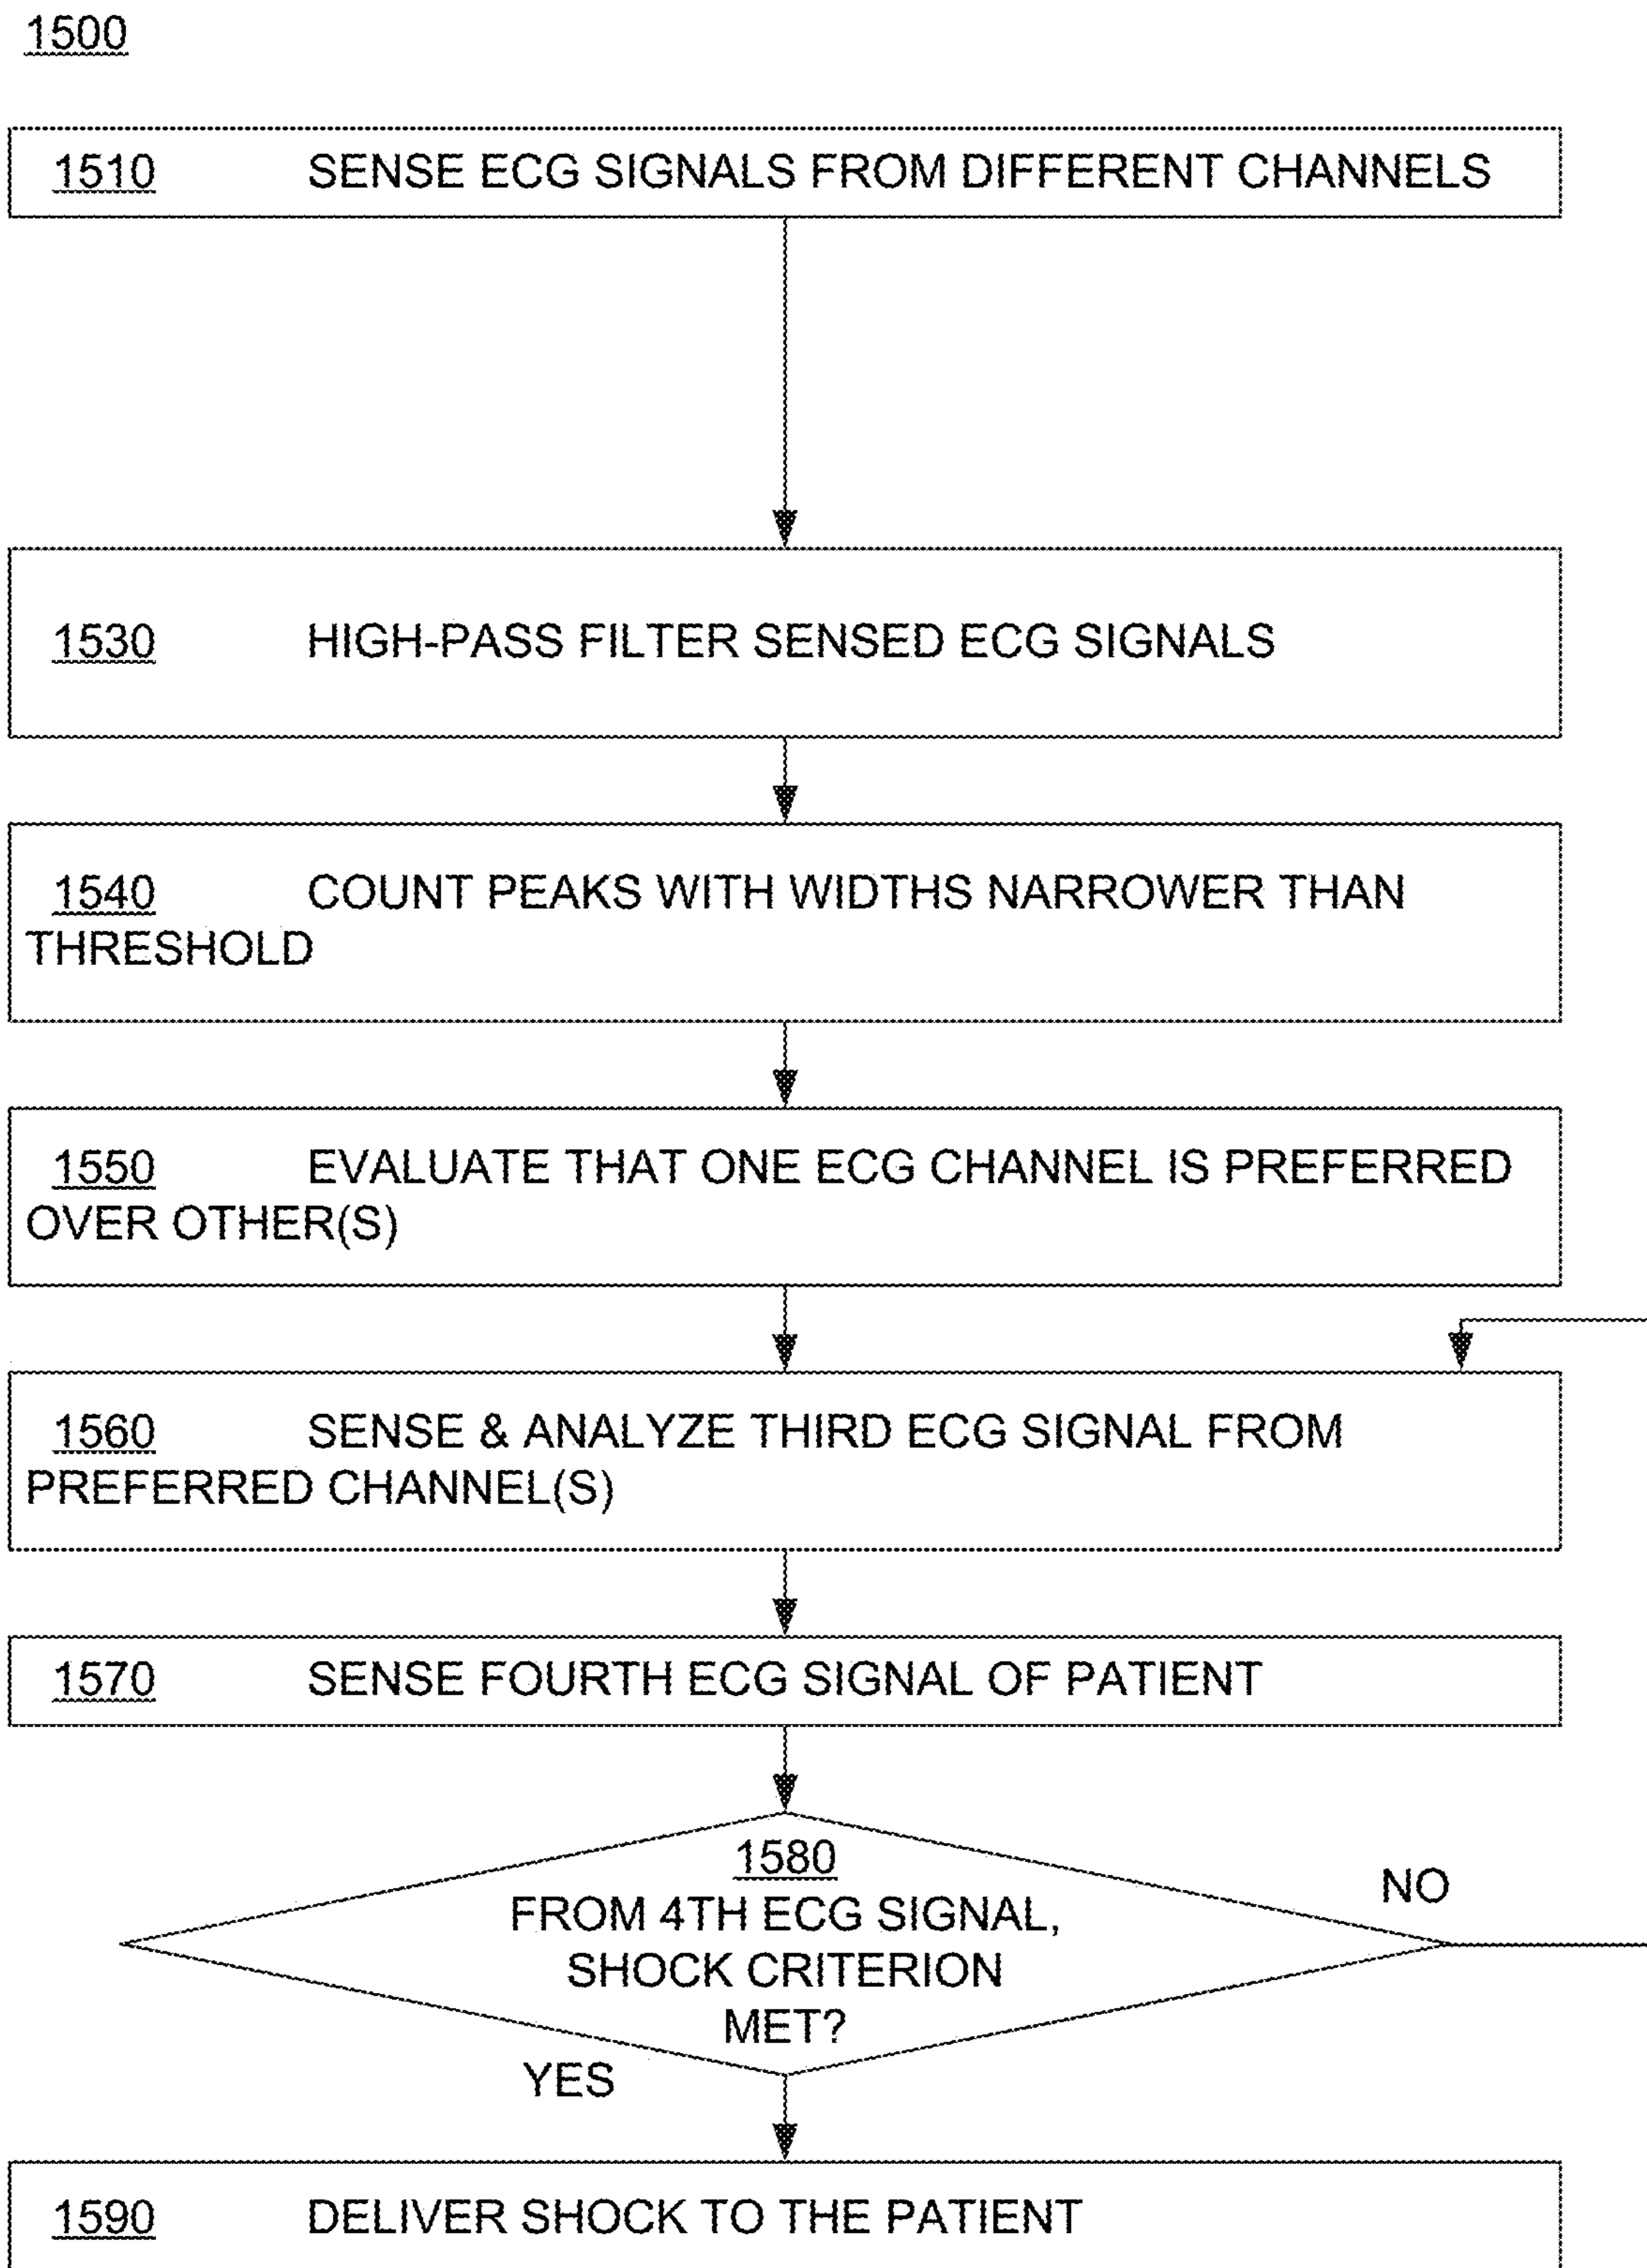 1500
1510 SENSE ECG SIGNALS FROM DIFFERENT CHANNELS
1530 HIGH-PASS FILTER SENSED ECG SIGNALS
1540 COUNT PEAKS WITH WIDTHS NARROWER THAN
THRESHOLD
1550 EVALUATE THAT ONE ECG CHANNEL IS PREFERRED
OVER OTHER(S)
1560 SENSE & ANALYZE THIRD ECG SIGNAL FROM
PREFERRED CHANNEL(S)
1570 SENSE FOURTH ECG SIGNAL OF PATIENT
1580
NO
FROM 4TH ECG SIGNAL,
SHOCK CRITERION
MET?
YES
1590 DELIVER SHOCK TO THE PATIENT